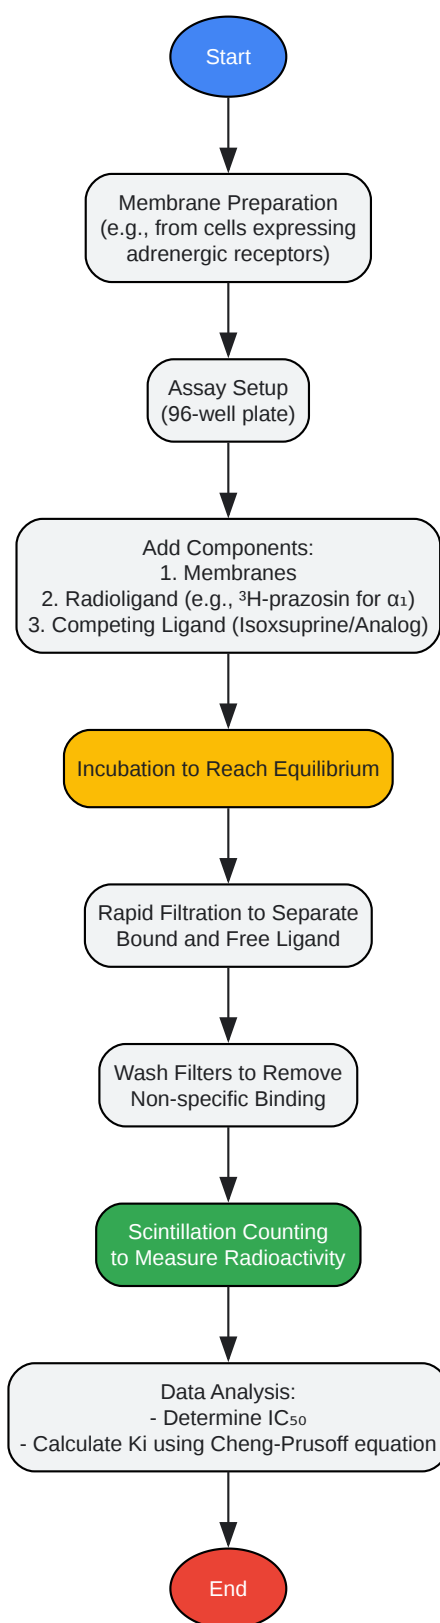 Start
Membrane Preparation
(e.g., from cells expressing
adrenergic receptors)
Assay Setup
(96-well plate)
Add Components:
1. Membranes
2. Radioligand (e.g., ³H-prazosin for α₁)
3. Competing Ligand (Isoxsuprine/Analog)
Incubation to Reach Equilibrium
Rapid Filtration to Separate
Bound and Free Ligand
Wash Filters to Remove
Non-specific Binding
Scintillation Counting
to Measure Radioactivity
Data Analysis:
- Determine IC₅₀
- Calculate Ki using Cheng-Prusoff equation
End